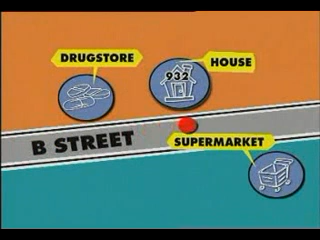 DRUGSTORE
HOUSE
932
B STREET
SUPERMARKET